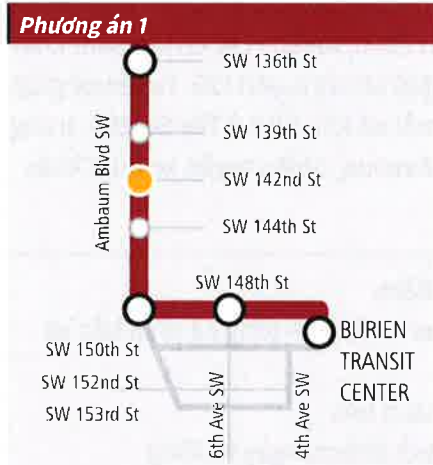 Phương án 1
SW 136th St
SW 139th St
Ambaum Blvd SW
SW 142nd St
SW 144th St
SW 148th St
BURIEN
TRANSIT
CENTER
SW 150th St
SW 152nd St
SW 153rd St
6th Ave SW
4th Ave SW